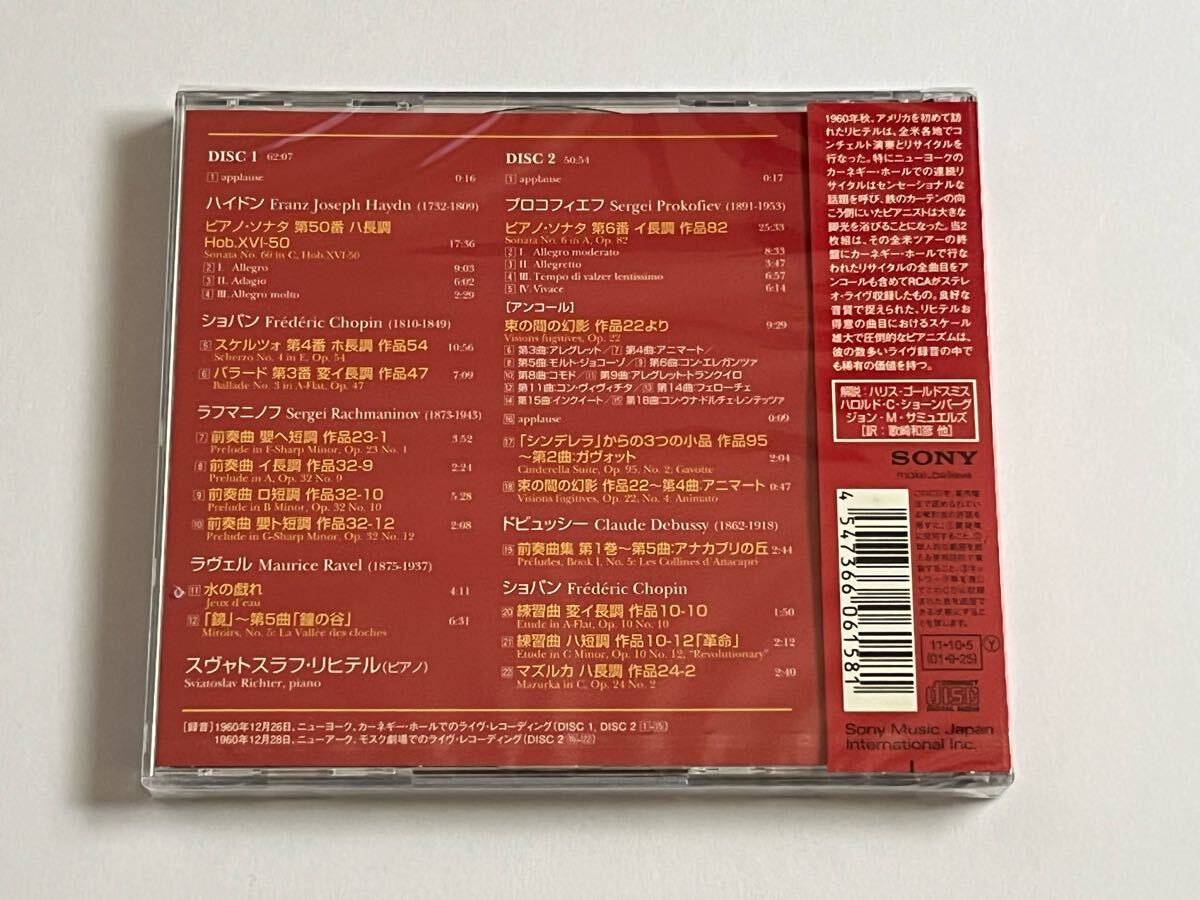 DISC 1 62:07
1 applause 0:16
ハイドン Franz Joseph Haydn (1732-1809)
ピアノ・ソナタ 第50番 ハ長調
Hob.XVI-50 17:36
Sonata No. 60 in C, Hob.XVI-50
2 I. Allegro 9:03
3 II. Adagio 6:02
4 III. Allegro molto 2:29
ショパン Frédéric Chopin (1810-1849)
5 スケルツォ 第4番 ホ長調 作品54 10:56
Scherzo No. 4 in E, Op. 54
6 バラード 第3番 変イ長調 作品47 7:09
Ballade No. 3 in A-Flat, Op. 47
ラフマニノフ Sergei Rachmaninov (1873-1943)
7 前奏曲 嬰ヘ短調 作品23-1 3:52
Prelude in F-Sharp Minor, Op. 23 No. 1
8 前奏曲 イ長調 作品32-9 2:24
Prelude in A, Op. 32 No. 9
9 前奏曲 ロ短調 作品32-10 5:28
Prelude in B Minor, Op. 32 No. 10
10 前奏曲 嬰ト短調 作品32-12 2:08
Prelude in G-Sharp Minor, Op. 32 No. 12
ラヴェル Maurice Ravel (1875-1937)
11 水の戯れ 4:11
Jeux d'eau
12 「鏡」~第5曲「鐘の谷」 6:31
Miroirs, No. 5: La Vallée des cloches
スヴャトスラフ・リヒテル(ピアノ)
Sviatoslav Richter, piano
DISC 2 50:54
1 applause 0:17
プロコフィエフ Sergei Prokofiev (1891-1953)
ピアノ・ソナタ 第6番 イ長調 作品82 25:33
Sonata No. 6 in A, Op. 82
2 I. Allegro moderato 8:33
3 II. Allegretto 3:47
4 III. Tempo di valzer lentissimo 6:57
5 IV. Vivace 6:14
[アンコール]
束の間の幻影 作品22より 9:29
Visions fugitives, Op. 22
6 第3曲:アレグレット/7 第4曲:アニマート/
8 第5曲:モルト・ジョコーソ/9 第6曲:コン・エレガンツァ
10 第8曲:コモド/11 第9曲:アレグレット・トランクイロ
12 第11曲:コン・ヴィヴィチタ/13 第14曲:フェローチェ
14 第15曲:インクイート/15 第18曲:コン・ウナ・ドルチェ・レンテッツァ
16 applause 0:09
17 「シンデレラ」からの3つの小品 作品95
~第2曲:ガヴォット 2:04
Cinderella Suite, Op. 95, No. 2: Gavotte
18 束の間の幻影 作品22~第4曲:アニマート 0:47
Visions fugitives, Op. 22, No. 4: Animato
ドビュッシー Claude Debussy (1862-1918)
19 前奏曲集 第1巻~第5曲:アナカプリの丘 2:44
Préludes, Book 1, No. 5: Les Collines d'Anacapri
ショパン Frédéric Chopin
20 練習曲 変イ長調 作品10-10 1:50
Etude in A-Flat, Op. 10 No. 10
21 練習曲 ハ短調 作品10-12「革命」 2:12
Etude in C Minor, Op. 10 No. 12, "Revolutionary"
22 マズルカ ハ長調 作品24-2 2:40
Mazurka in C, Op. 24 No. 2
[録音]1960年12月26日、ニューヨーク、カーネギー・ホールでのライヴ・レコーディング(DISC 1, DISC 2 1-15)
1960年12月28日、ニューアーク、モスク劇場でのライヴ・レコーディング(DISC 2 16-22)
1960年秋、アメリカを初めて訪
れたリヒテルは、全米各地でコ
ンチェルト演奏とリサイタルを
行なった。特にニューヨークの
カーネギー・ホールでの連続リ
サイタルはセンセーショナルな
話題を呼び、鉄のカーテンの向
こう側にいたピアニストは大きな
脚光を浴びることになった。当2
枚組は、その全米ツアーの終
盤にカーネギー・ホールで行な
われたリサイタルの全曲目をア
ンコールも含めてRCAがステレ
オ・ライヴ収録したもの。良好な
音質で捉えられた、リヒテルお
得意の曲目におけるスケール
雄大で圧倒的なピアニズムは、
彼の数多いライヴ録音の中で
も稀有の価値を持つ。
解説:ハリス・ゴールドスミス
ハロルド・C・ショーンバーグ
ジョン・M・サミュエルズ
[訳:歌崎和彦 他]
SONY
make.believe
4 547366 061581
11・10・5
(01・9・25)
Y
COMPACT disc DIGITAL AUDIO
Sony Music Japan
International Inc.